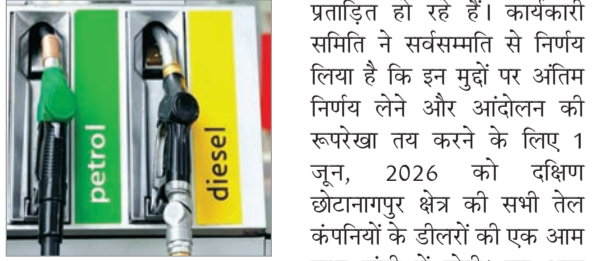 petrol
diesel
प्रताड़ित हो रहे हैं। कार्यकारी
समिति ने सर्वसम्मति से निर्णय
लिया है कि इन मुद्दों पर अंतिम
निर्णय लेने और आंदोलन की
रूपरेखा तय करने के लिए 1
जून, 2026 को दक्षिण
छोटानागपुर क्षेत्र की सभी तेल
कंपनियों के डीलरों की एक आम